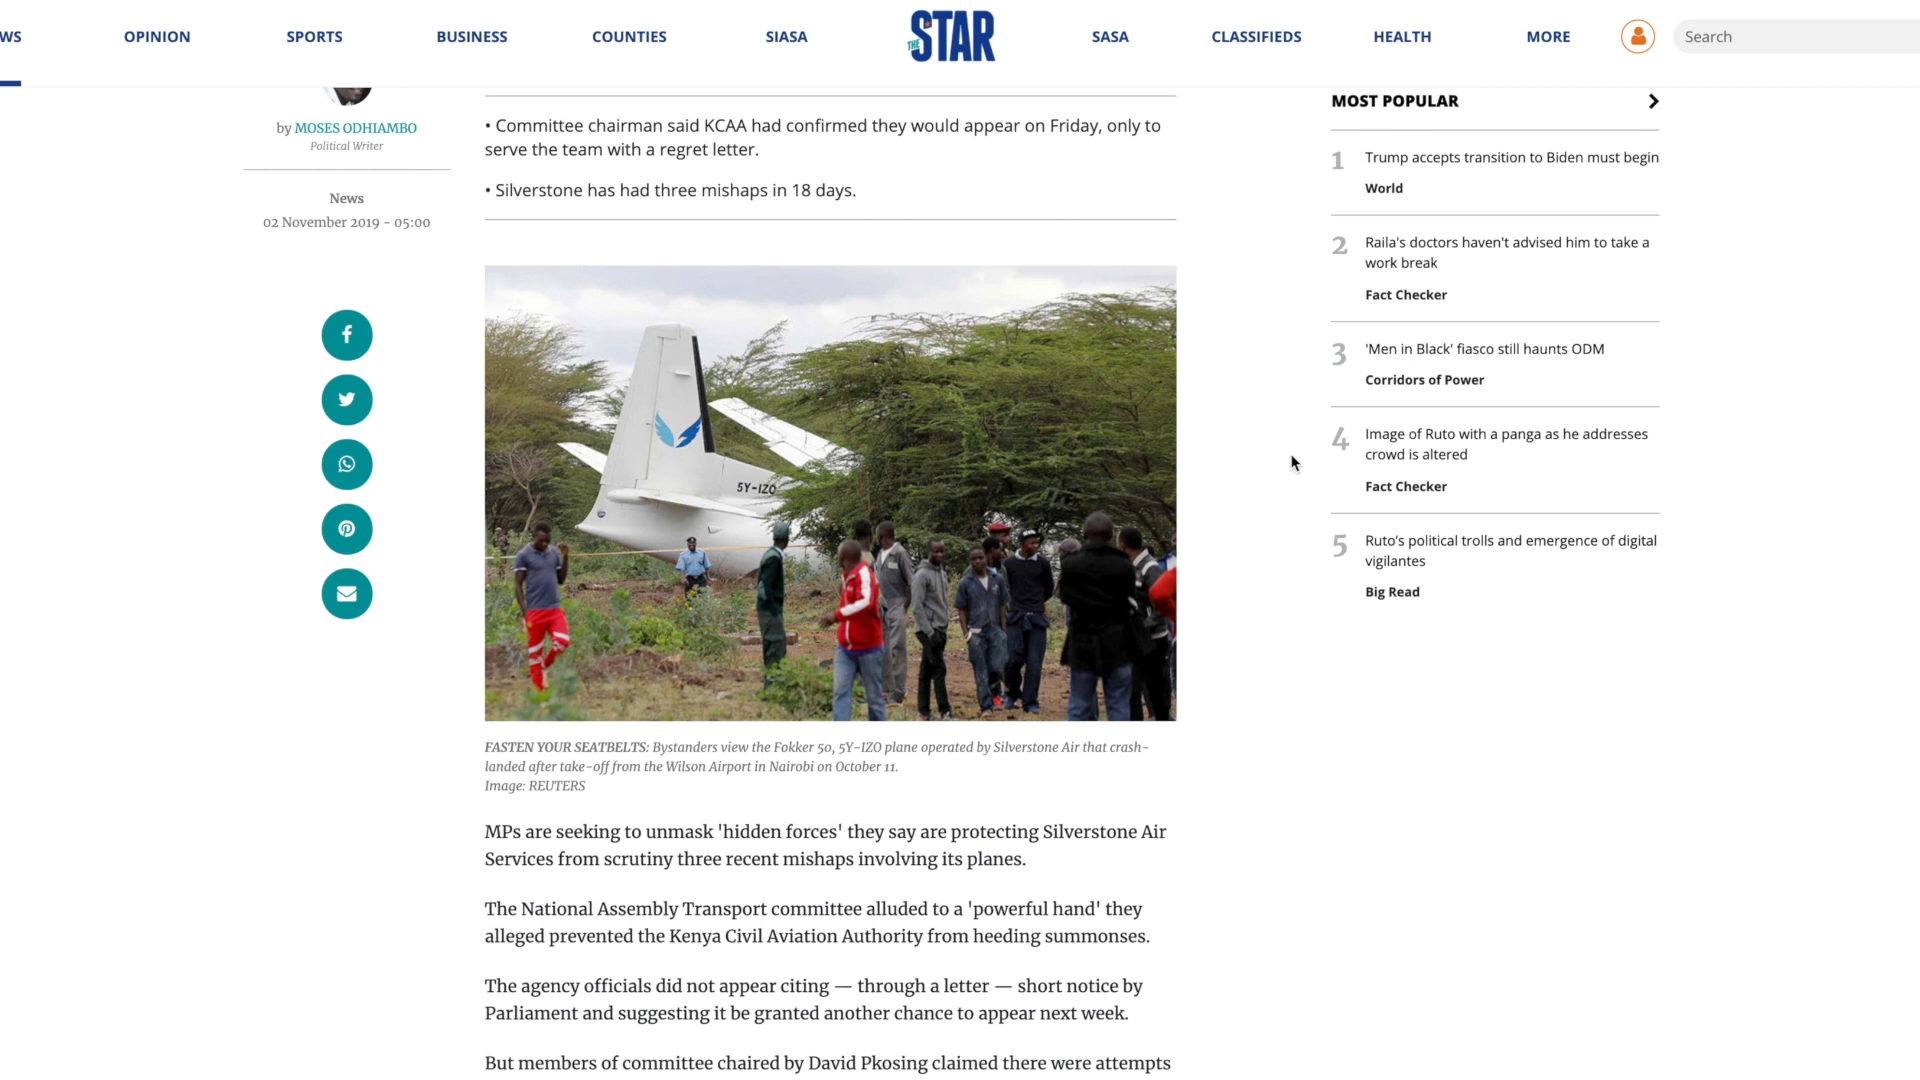 WS
OPINION
SPORTS
BUSINESS
COUNTIES
SIASA
THE STAR
SASA
CLASSIFIEDS
HEALTH
MORE
Search
by MOSES ODHIAMBO
Political Writer
News
02 November 2019 - 05:00
• Committee chairman said KCAA had confirmed they would appear on Friday, only to
serve the team with a regret letter.
• Silverstone has had three mishaps in 18 days.
5Y-IZO
FASTEN YOUR SEATBELTS: Bystanders view the Fokker 50, 5Y-IZO plane operated by Silverstone Air that crash-
landed after take-off from the Wilson Airport in Nairobi on October 11.
Image: REUTERS
MPs are seeking to unmask 'hidden forces' they say are protecting Silverstone Air
Services from scrutiny three recent mishaps involving its planes.
The National Assembly Transport committee alluded to a 'powerful hand' they
alleged prevented the Kenya Civil Aviation Authority from heeding summonses.
The agency officials did not appear citing — through a letter — short notice by
Parliament and suggesting it be granted another chance to appear next week.
But members of committee chaired by David Pkosing claimed there were attempts
MOST POPULAR
1
Trump accepts transition to Biden must begin
World
2
Raila's doctors haven't advised him to take a
work break
Fact Checker
3
'Men in Black' fiasco still haunts ODM
Corridors of Power
4
Image of Ruto with a panga as he addresses
crowd is altered
Fact Checker
5
Ruto's political trolls and emergence of digital
vigilantes
Big Read